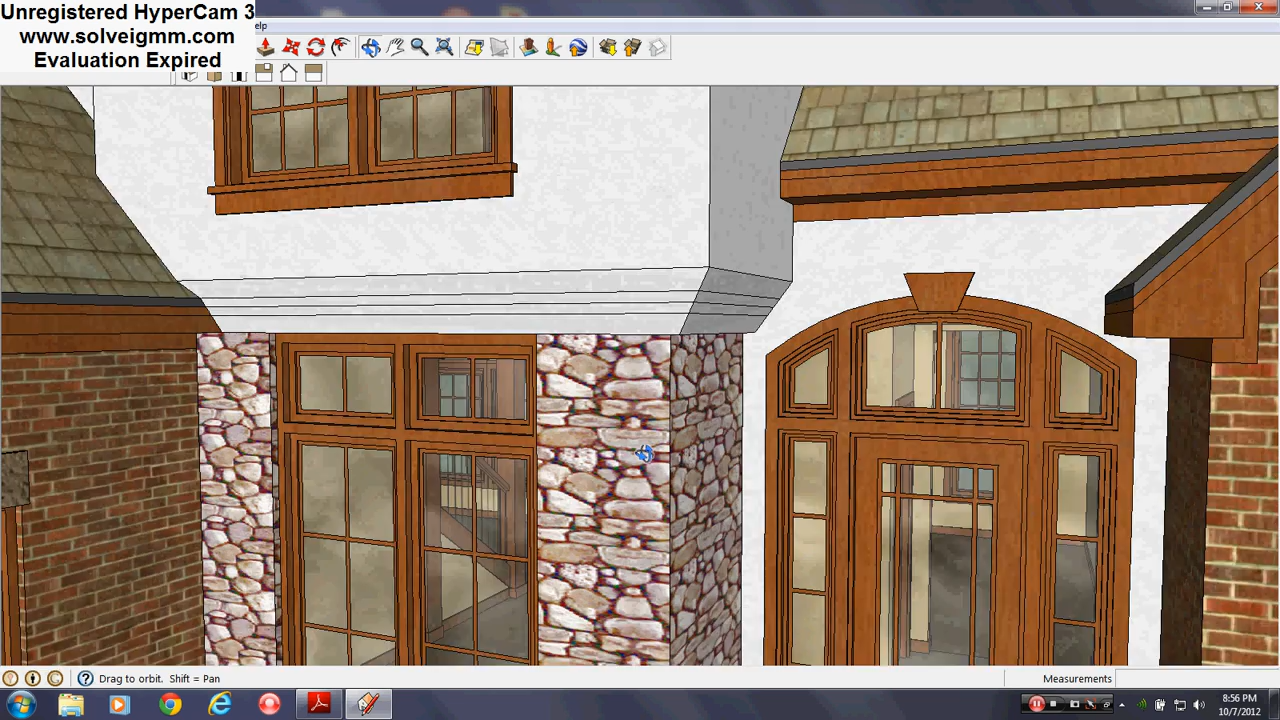 Unregistered HyperCam 3
www.solveigmm.com
Evaluation Expired
elp
Drag to orbit. Shift = Pan
Measurements
8:56 PM
10/7/2012